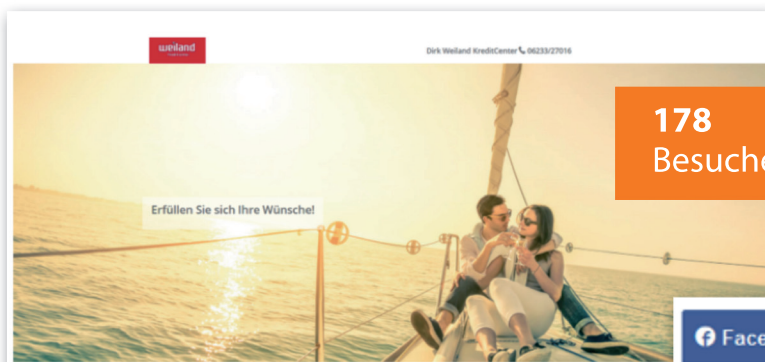 weiland
Dirk Weiland KreditCenter 06233/27016
178
Besuche
Erfüllen Sie sich Ihre Wünsche!
Face